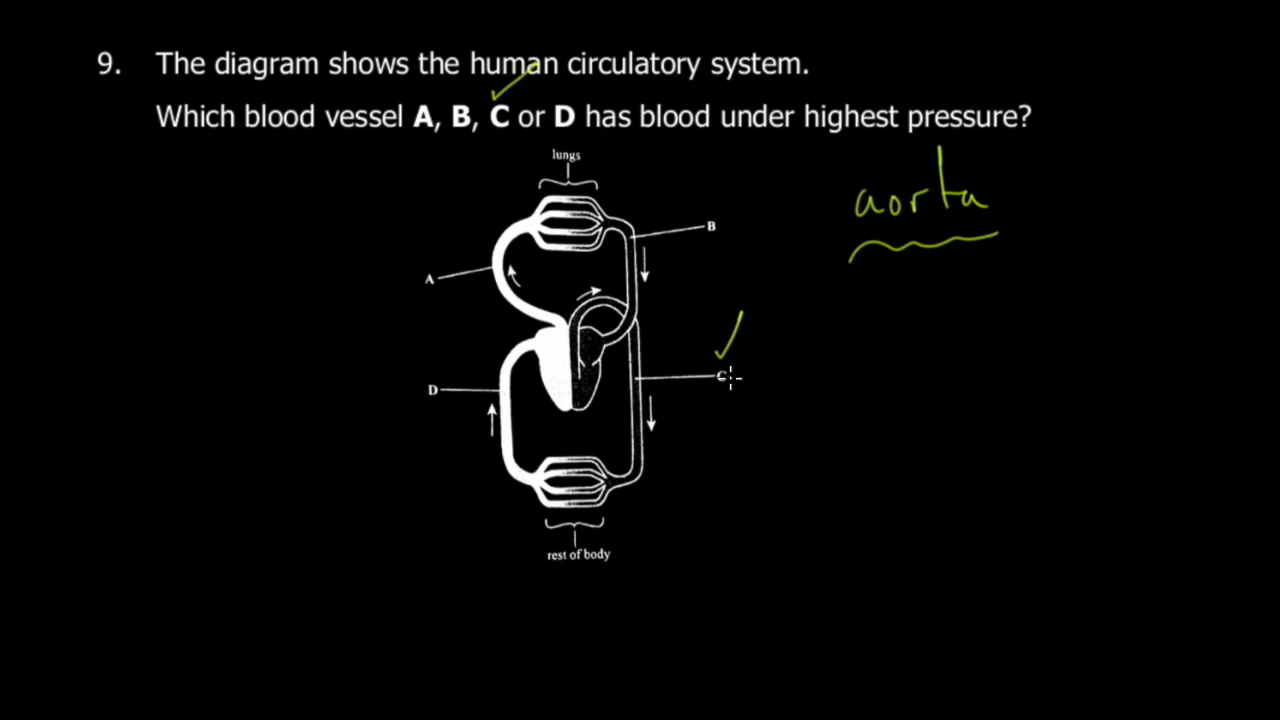 9. The diagram shows the human circulatory system.
Which blood vessel A, B, C or D has blood under highest pressure?
lungs
aorta
B
A
C
D
rest of body